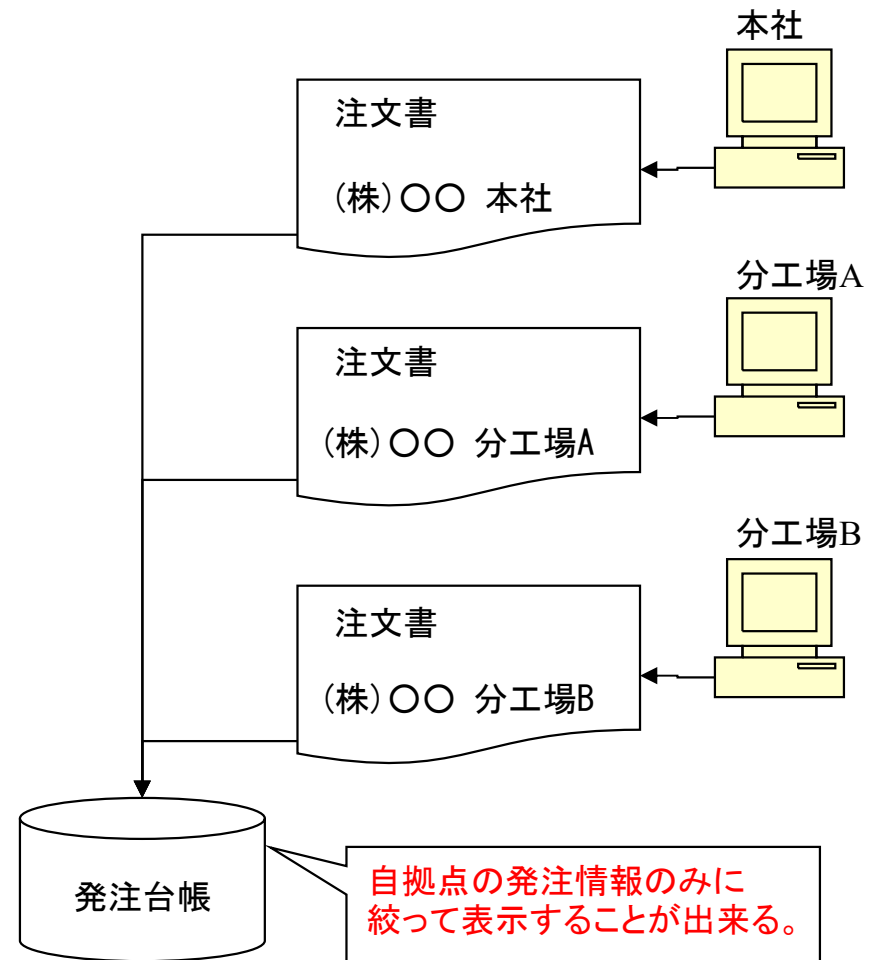 本社
注文書
(株)〇〇 本社
分工場A
注文書
(株)〇〇 分工場A
分工場B
注文書
(株)〇〇 分工場B
発注台帳
自拠点の発注情報のみに
絞って表示することが出来る。